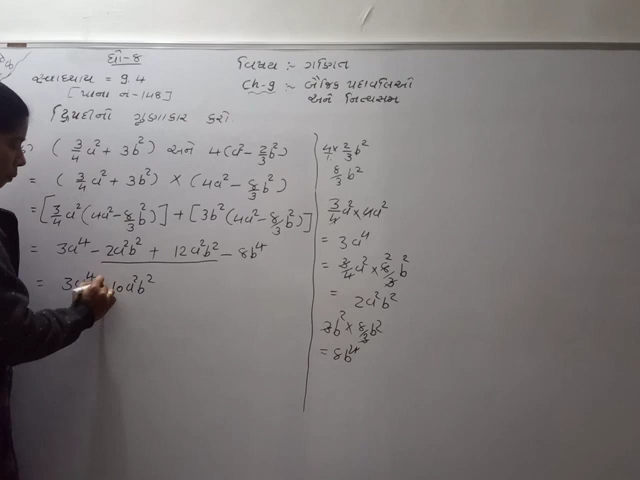 ધો-૮
વિષય :- ગણિત
સ્વાધ્યાય = 9.4
[પાના નં-148]
Ch-9 :- બૈજિક પદાવલિઓ
અને નિત્યસમ
દ્વિપદીનો ગુણાકાર કરો
(3/4 a² + 3b²) અને 4(a² - 2/3 b²)
= (3/4 a² + 3b²) × (4a² - 8/3 b²)
= [3/4 a² (4a² - 8/3 b²)] + [3b² (4a² - 8/3 b²)]
= 3a⁴ - 2a²b² + 12a²b² - 8b⁴
= 3a⁴ 10a²b²
4/1 × 2/3 b²
8/3 b²
3/4 a² × 4a²
= 3a⁴
= 3/4 a² × 8/3 b²
= 2a²b²
3b² × 8/3 b²
= 8b⁴